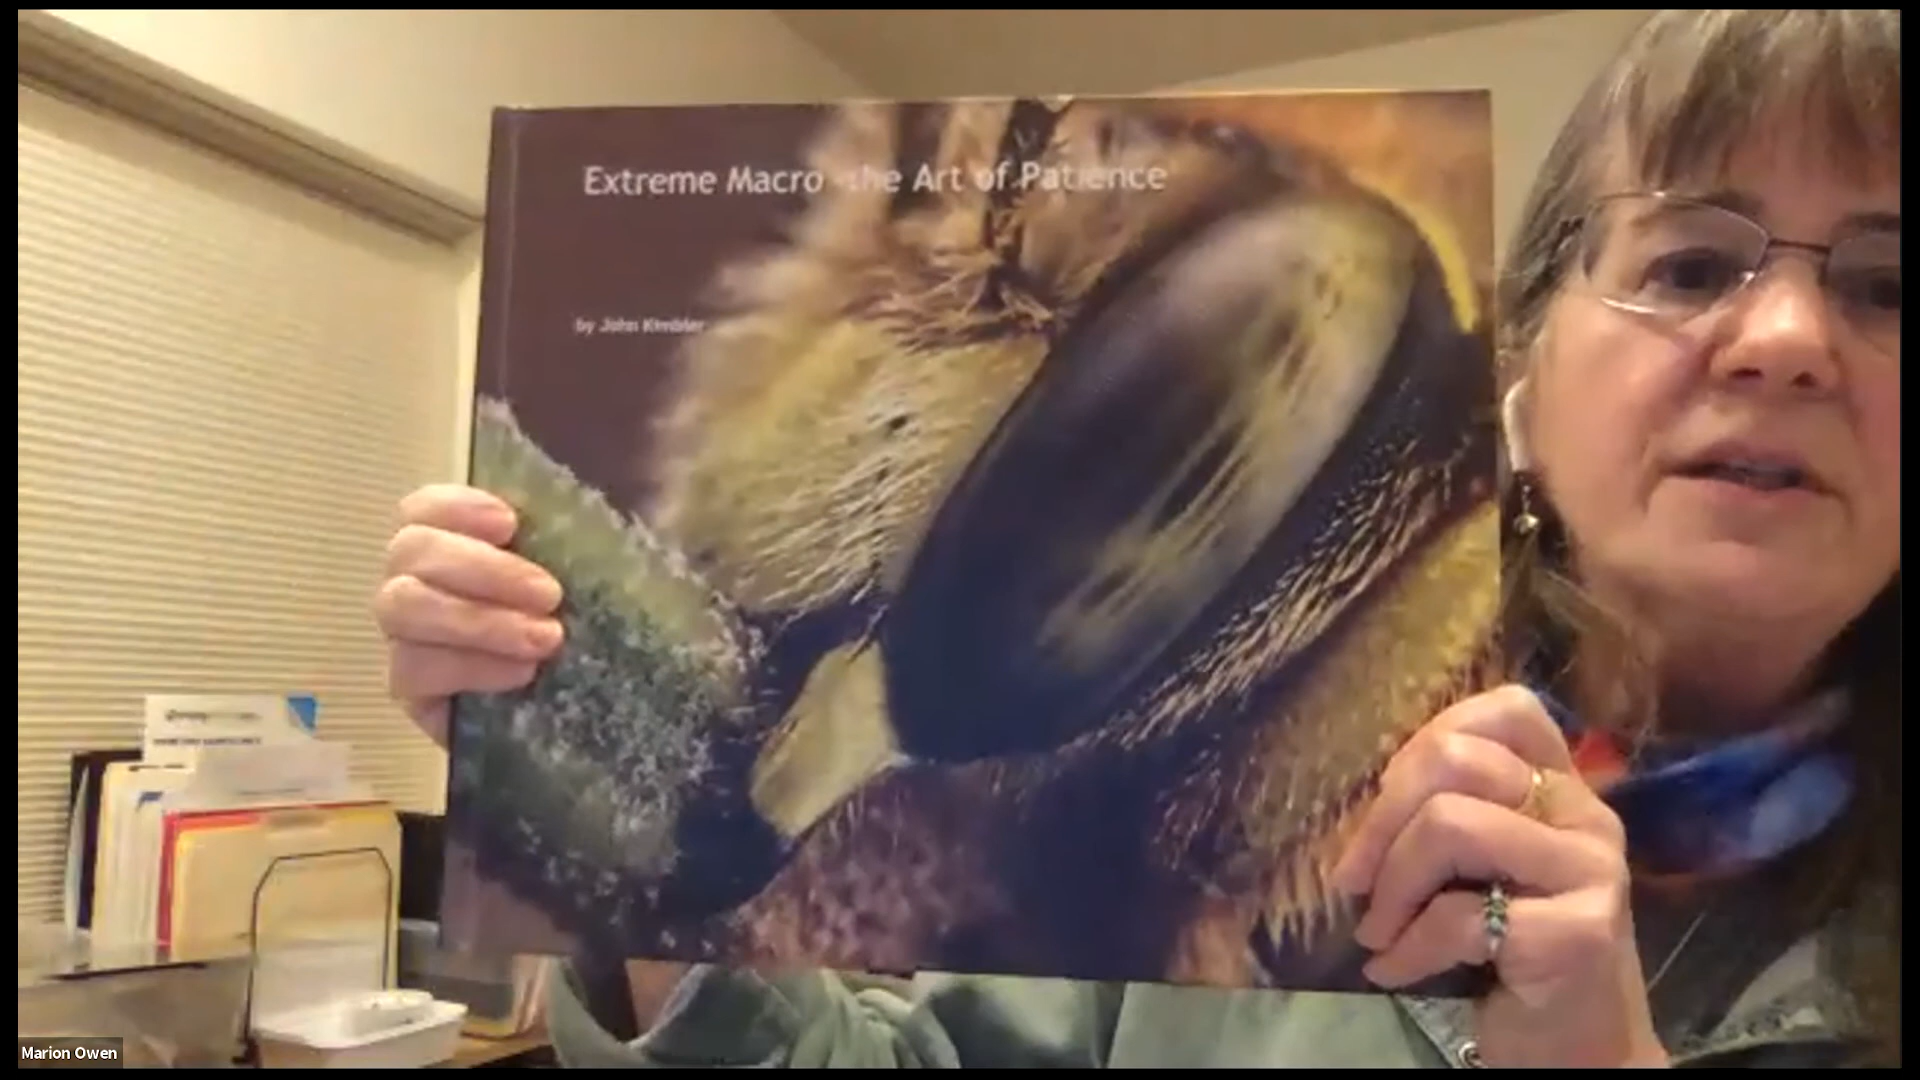 Extreme Macro - the Art of Patience
by John Kimbler
Marion Owen